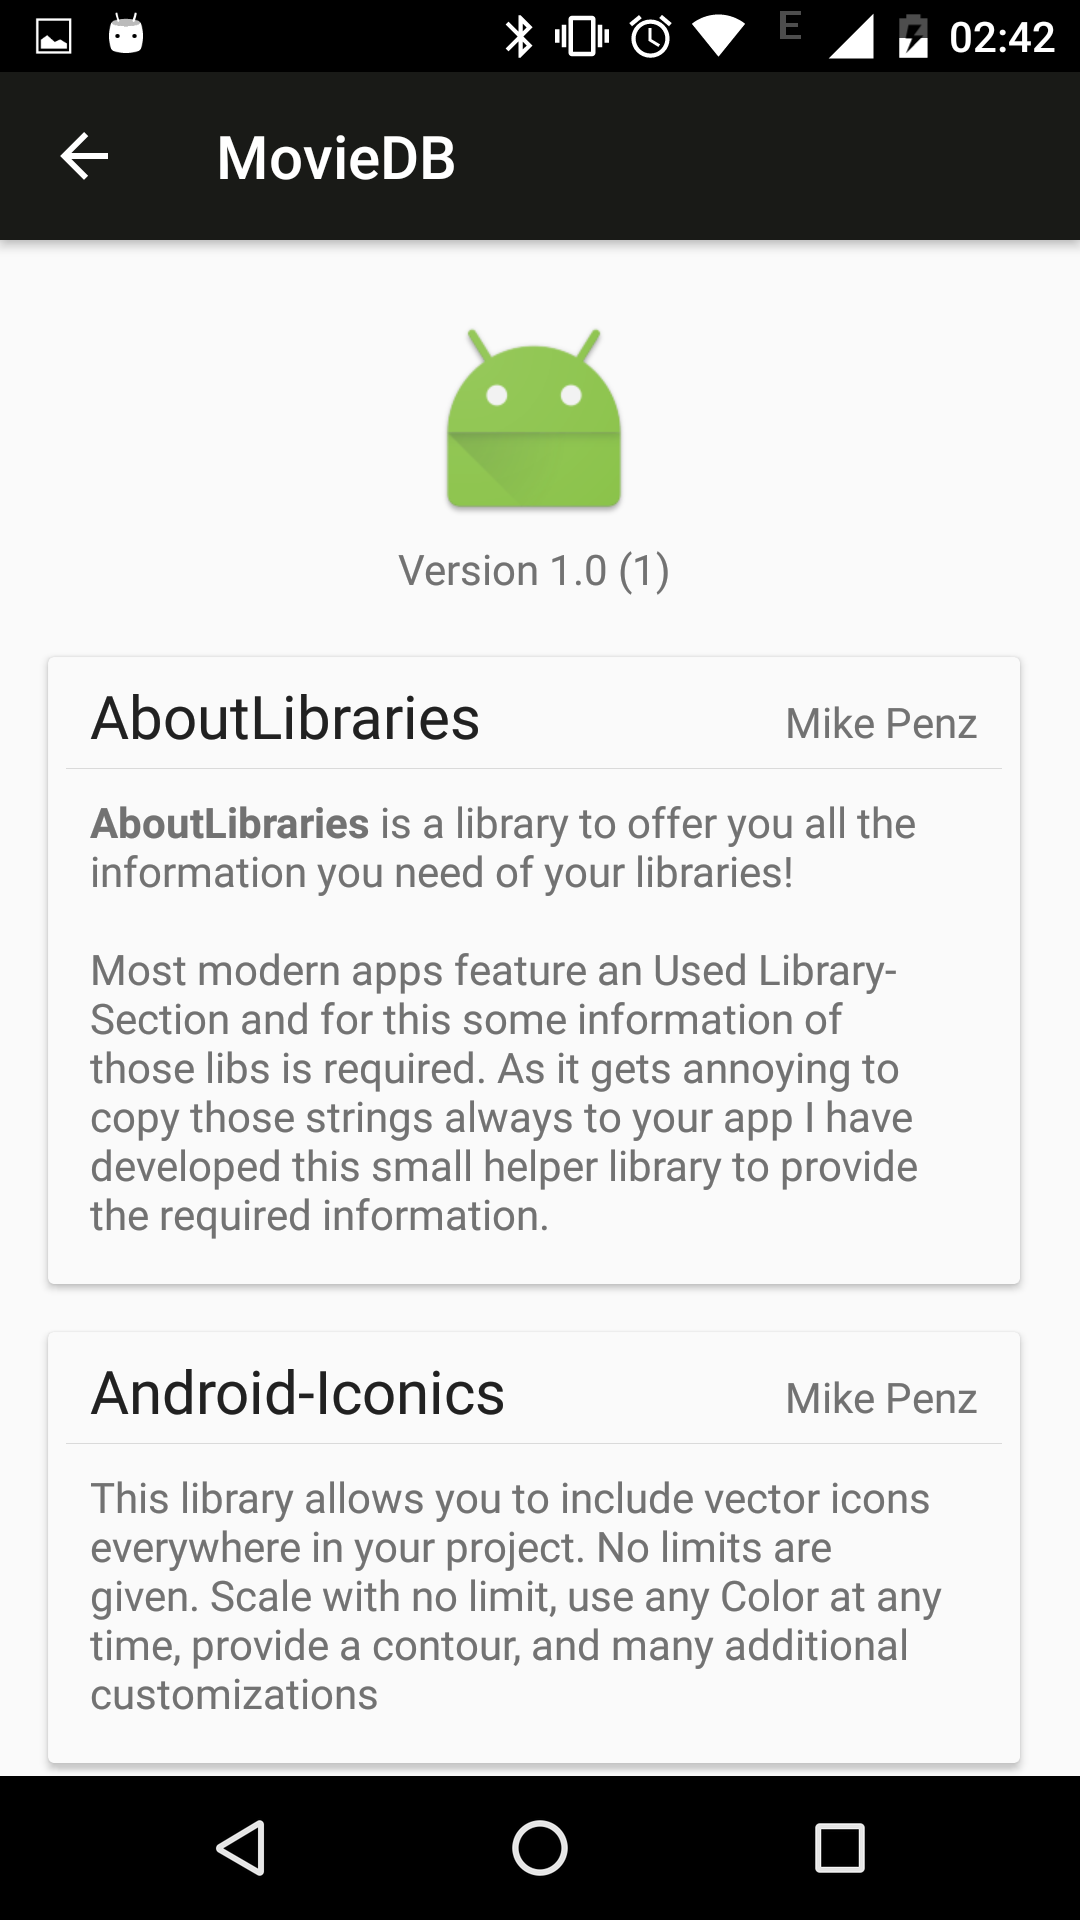 E 02:42
MovieDB
Version 1.0 (1)
AboutLibraries Mike Penz
AboutLibraries is a library to offer you all the
information you need of your libraries!
Most modern apps feature an Used Library-
Section and for this some information of
those libs is required. As it gets annoying to
copy those strings always to your app I have
developed this small helper library to provide
the required information.
Android-Iconics Mike Penz
This library allows you to include vector icons
everywhere in your project. No limits are
given. Scale with no limit, use any Color at any
time, provide a contour, and many additional
customizations